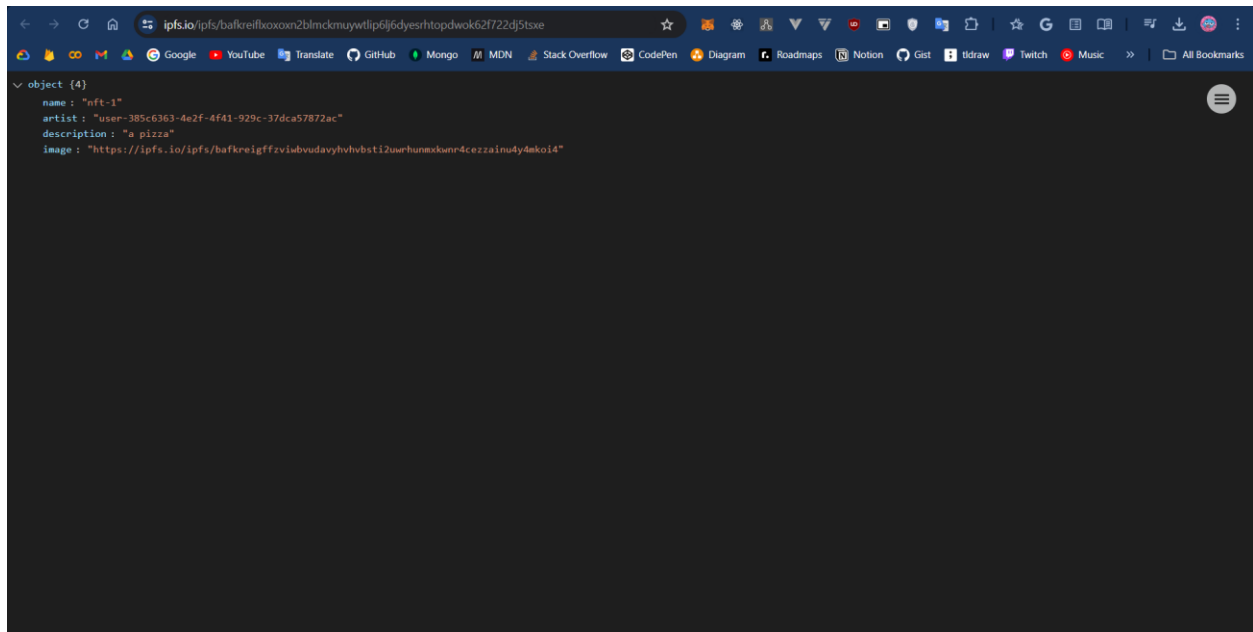 ipfs.io/ipfs/bafkreiflxoxoxn2blmckmuywtlip6lj6dyesrhtopdwok62f722dj5tsxe
Google YouTube Translate GitHub Mongo MDN Stack Overflow CodePen Diagram Roadmaps Notion Gist tldraw Twitch Music » All Bookmarks
object {4}
name : "nft-1"
artist : "user-385c6363-4e2f-4f41-929c-37dca57872ac"
description : "a pizza"
image : "https://ipfs.io/ipfs/bafkreigffzviwbvudavyhvhvbsti2uwrhunmxkwnr4cezzainu4y4mkoi4"